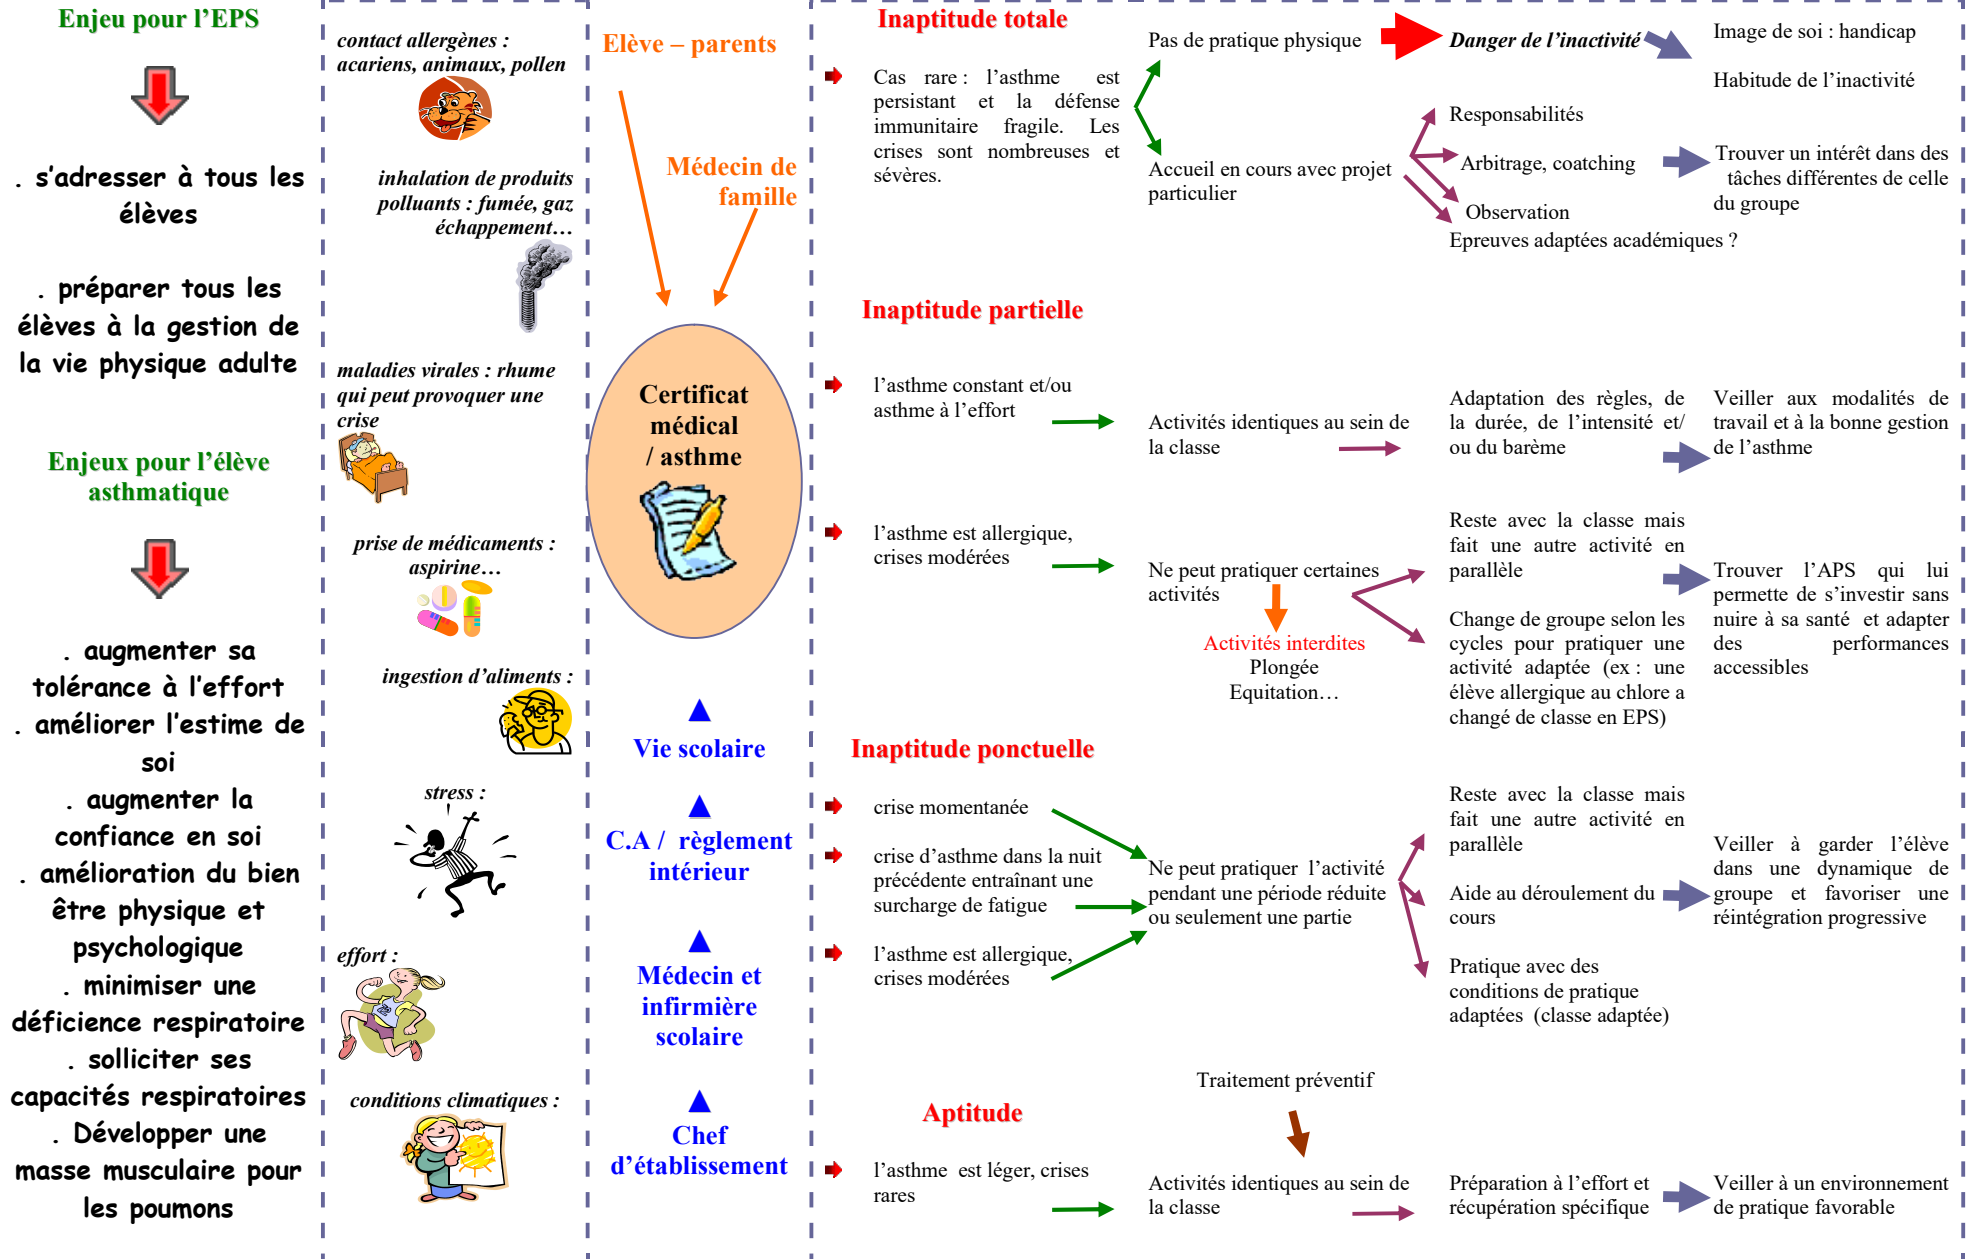 Enjeu pour l'EPS
. s'adresser à tous les
élèves
. préparer tous les
élèves à la gestion de
la vie physique adulte
Enjeux pour l'élève
asthmatique
. augmenter sa
tolérance à l'effort
. améliorer l'estime de
soi
. augmenter la
confiance en soi
. amélioration du bien
être physique et
psychologique
. minimiser une
déficience respiratoire
. solliciter ses
capacités respiratoires
. Développer une
masse musculaire pour
les poumons
contact allergènes :
acariens, animaux, pollen
inhalation de produits
polluants : fumée, gaz
échappement…
maladies virales : rhume
qui peut provoquer une
crise
prise de médicaments :
aspirine…
ingestion d'aliments :
stress :
effort :
conditions climatiques :
Elève – parents
Médecin de
famille
Certificat
médical
/ asthme
Vie scolaire
C.A / règlement
intérieur
Médecin et
infirmière
scolaire
Chef
d'établissement
Inaptitude totale
Cas rare : l'asthme est
persistant et la défense
immunitaire fragile. Les
crises sont nombreuses et
sévères.
Pas de pratique physique
Danger de l'inactivité
Image de soi : handicap
Habitude de l'inactivité
Accueil en cours avec projet
particulier
Responsabilités
Arbitrage, coatching
Observation
Epreuves adaptées académiques ?
Trouver un intérêt dans des
tâches différentes de celle
du groupe
Inaptitude partielle
l'asthme constant et/ou
asthme à l'effort
Activités identiques au sein de
la classe
Adaptation des règles, de
la durée, de l'intensité et/
ou du barème
Veiller aux modalités de
travail et à la bonne gestion
de l'asthme
l'asthme est allergique,
crises modérées
Ne peut pratiquer certaines
activités
Activités interdites
Plongée
Equitation…
Reste avec la classe mais
fait une autre activité en
parallèle
Change de groupe selon les
cycles pour pratiquer une
activité adaptée (ex : une
élève allergique au chlore a
changé de classe en EPS)
Trouver l'APS qui lui
permette de s'investir sans
nuire à sa santé et adapter
des performances
accessibles
Inaptitude ponctuelle
crise momentanée
crise d'asthme dans la nuit
précédente entraînant une
surcharge de fatigue
l'asthme est allergique,
crises modérées
Ne peut pratiquer l'activité
pendant une période réduite
ou seulement une partie
Reste avec la classe mais
fait une autre activité en
parallèle
Aide au déroulement du
cours
Pratique avec des
conditions de pratique
adaptées (classe adaptée)
Veiller à garder l'élève
dans une dynamique de
groupe et favoriser une
réintégration progressive
Aptitude
Traitement préventif
l'asthme est léger, crises
rares
Activités identiques au sein de
la classe
Préparation à l'effort et
récupération spécifique
Veiller à un environnement
de pratique favorable